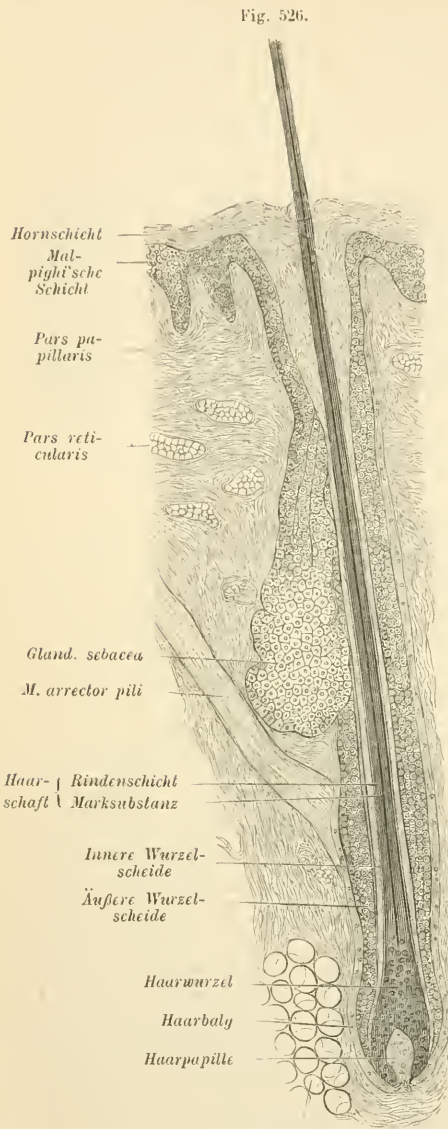 Fig. 526.
Hornschicht
Mal-
pighi'sche
Schicht
Pars pa-
pillaris
Pars reti-
cularis
Gland. sebacea
M. arrector pili
Haar- { Rindenschicht
schaft { Marksubstanz
Innere Wurzel-
scheide
Äußere Wurzel-
scheide
Haarwurzel
Haarbalg
Haarpapille